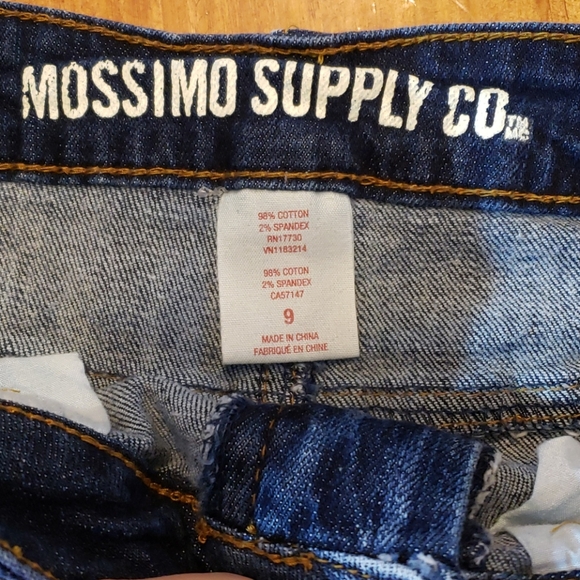 MOSSIMO SUPPLY CO.™
98% COTTON
2% SPANDEX
RN17730
VN1183214
98% COTON
2% SPANDEX
CA57147
9
MADE IN CHINA
FABRIQUÉ EN CHINE